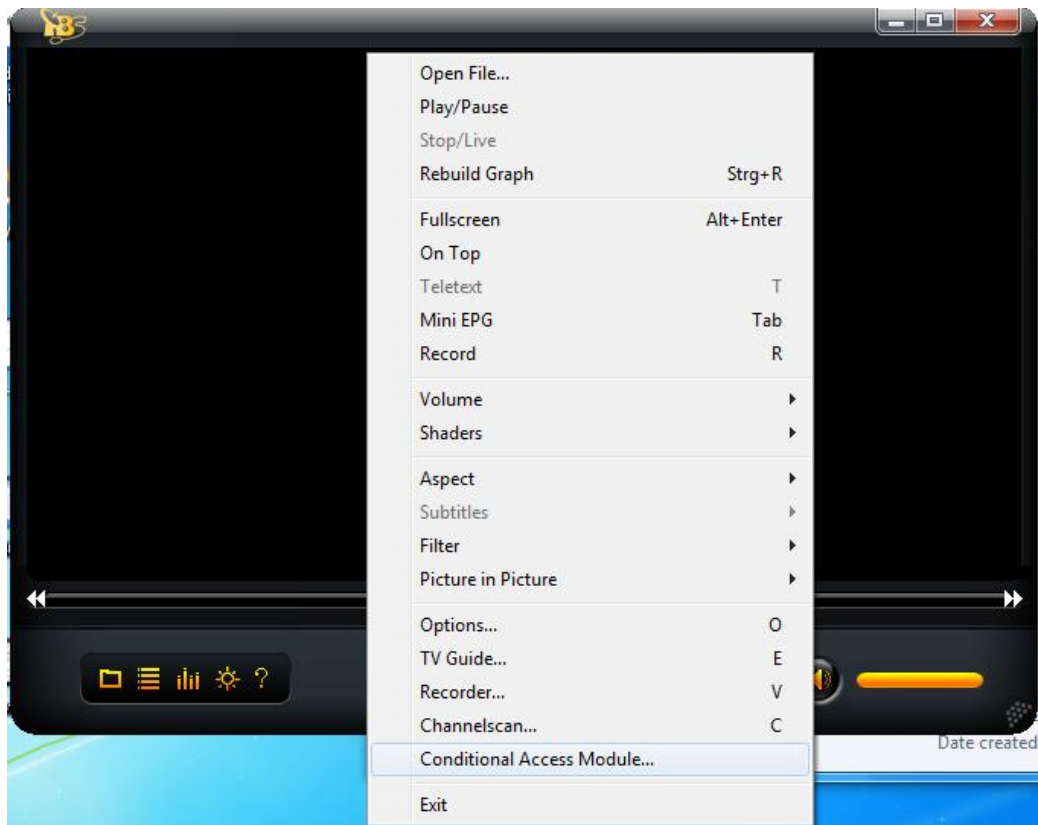 TBS
Open File...
Play/Pause
Stop/Live
Rebuild Graph Strg+R
Fullscreen Alt+Enter
On Top
Teletext T
Mini EPG Tab
Record R
Volume
Shaders
Aspect
Subtitles
Filter
Picture in Picture
Options... O
TV Guide... E
Recorder... V
Channelscan... C
Conditional Access Module...
Exit
?
Date created